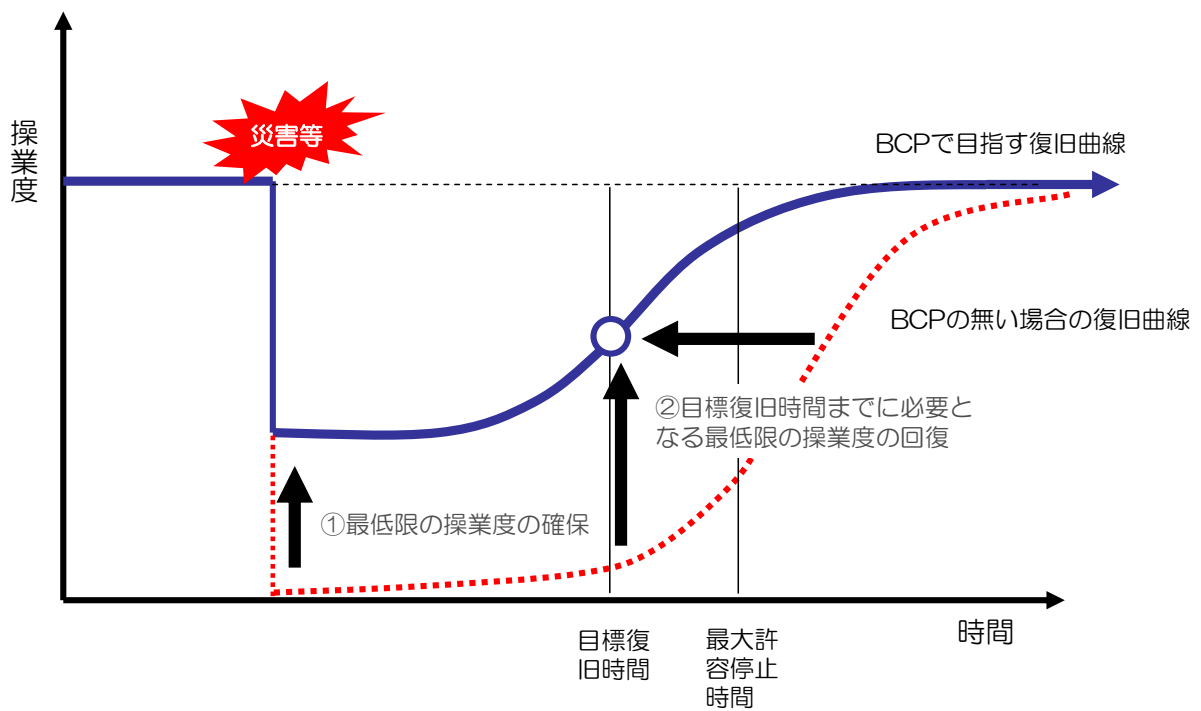 操業度
災害等
BCPで目指す復旧曲線
BCPの無い場合の復旧曲線
②目標復旧時間までに必要と
なる最低限の操業度の回復
①最低限の操業度の確保
目標復
旧時間
最大許
容停止
時間
時間